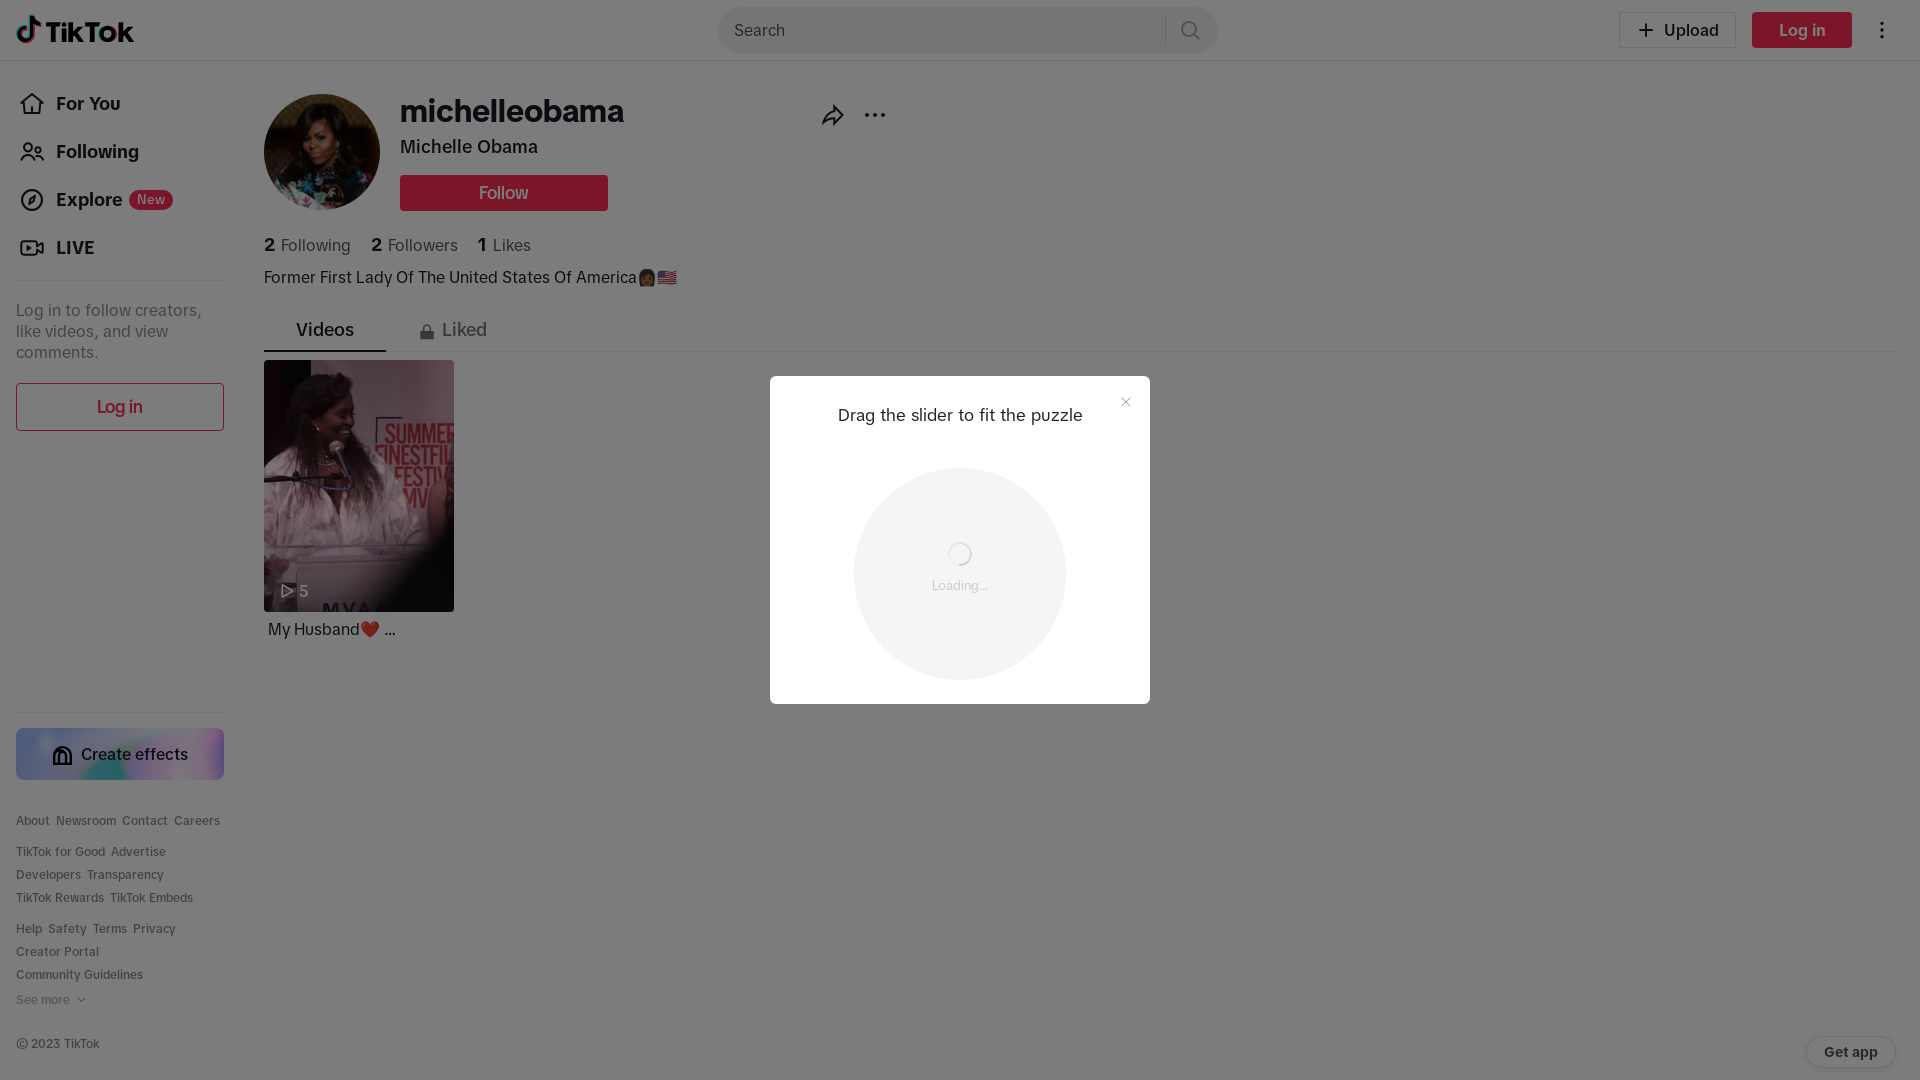 TikTok
Search
Upload
Log in
For You
Following
Explore New
LIVE
Log in to follow creators,
like videos, and view
comments.
Log in
michelleobama
Michelle Obama
Follow
2 Following 2 Followers 1 Likes
Former First Lady Of The United States Of America👩🏾🇺🇸
Videos
Liked
SUMMER
FINESTFIL
FESTIV
MV
5
My Husband❤️ ...
Drag the slider to fit the puzzle
Loading...
Create effects
About Newsroom Contact Careers
TikTok for Good Advertise
Developers Transparency
TikTok Rewards TikTok Embeds
Help Safety Terms Privacy
Creator Portal
Community Guidelines
See more
© 2023 TikTok
Get app